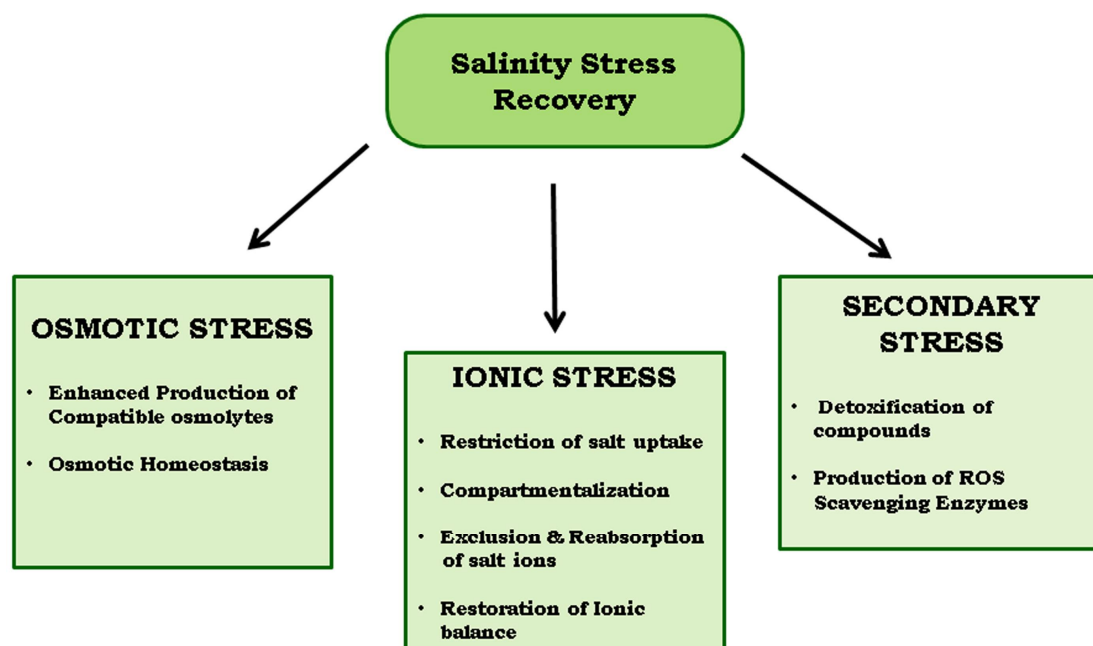 Salinity Stress
Recovery
OSMOTIC STRESS
• Enhanced Production of
Compatible osmolytes
• Osmotic Homeostasis
IONIC STRESS
• Restriction of salt uptake
• Compartmentalization
• Exclusion & Reabsorption
of salt ions
• Restoration of Ionic
balance
SECONDARY
STRESS
• Detoxification of
compounds
• Production of ROS
Scavenging Enzymes